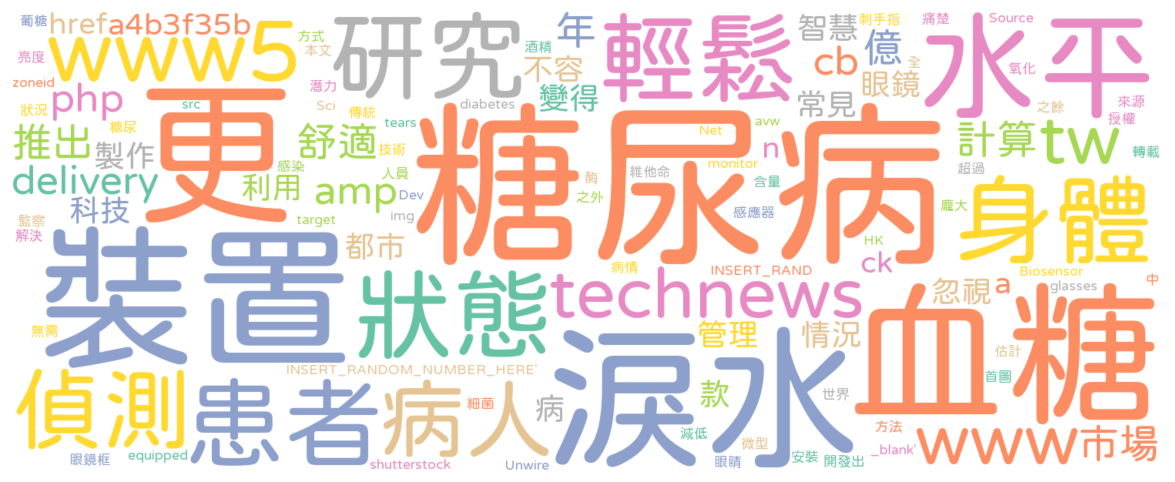 葡糖 href a4b3f35b 方式 研究 年 輕鬆 智慧 刺手指 痛楚 Source 水平
亮度 www5 本文 酒精 不容 億 cb 眼鏡 全 氧化
zoneid php 潛力 變得 常見 來源
狀況 src Sci 傳統 diabetes 之餘 授權
糖尿 更 tears 糖尿病 Net avw
推出 製作 舒適 技術 monitor n 計算 tw 轉載
delivery 感染 利用 人員 amp Dev 酶 維他命 含量 超過
科技 target img 之外 感應器 龐大 身體
監察 解決 都市 HK
裝置 狀態 病情 technews INSERT_RAND ck Biosensor 中
無需 忽視 a glasses
INSERT_RANDOM_NUMBER_HERE' 管理 情況 血糖 估計
偵測 患者 病人 細菌 病 淚水 款 世界 首圖
減低 微型 方法 www 市場
眼鏡框 equipped shutterstock Unwire 眼睛 安裝 開發出 _blank'